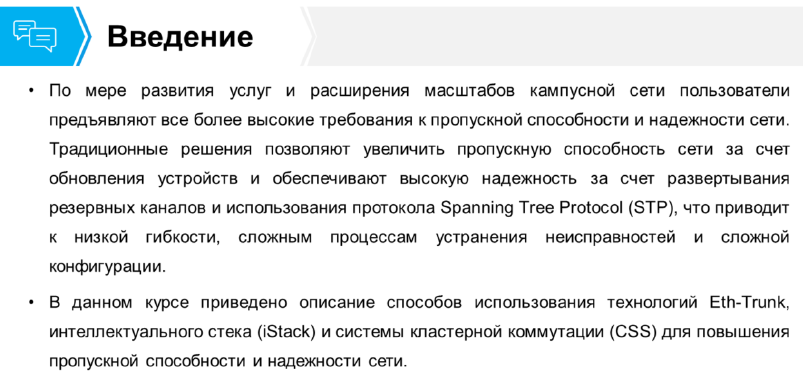 Введение
• По мере развития услуг и расширения масштабов кампусной сети пользователи
предъявляют все более высокие требования к пропускной способности и надежности сети.
Традиционные решения позволяют увеличить пропускную способность сети за счет
обновления устройств и обеспечивают высокую надежность за счет развертывания
резервных каналов и использования протокола Spanning Tree Protocol (STP), что приводит
к низкой гибкости, сложным процессам устранения неисправностей и сложной
конфигурации.
• В данном курсе приведено описание способов использования технологий Eth-Trunk,
интеллектуального стека (iStack) и системы кластерной коммутации (CSS) для повышения
пропускной способности и надежности сети.